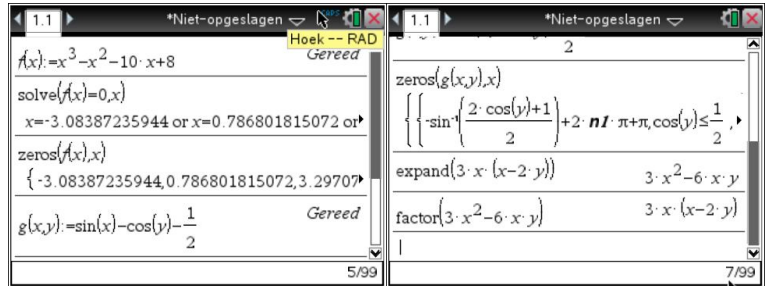 1.1
*Niet-opgeslagen
Hoek -- RAD
f(x):=x³−x²−10·x+8
Gereed
solve(f(x)=0,x)
x=-3.08387235944 or x=0.786801815072 or
zeros(f(x),x)
{-3.08387235944,0.786801815072,3.29707
g(x,y):=sin(x)−cos(y)−1/2
Gereed
5/99
1.1
*Niet-opgeslagen
2
zeros(g(x,y),x)
{{-sin⁻¹((2·cos(y)+1)/2)+2·n1·π+π,cos(y)≤1/2,
expand(3·x·(x−2·y))
3·x²−6·x·y
factor(3·x²−6·x·y)
3·x·(x−2·y)
7/99